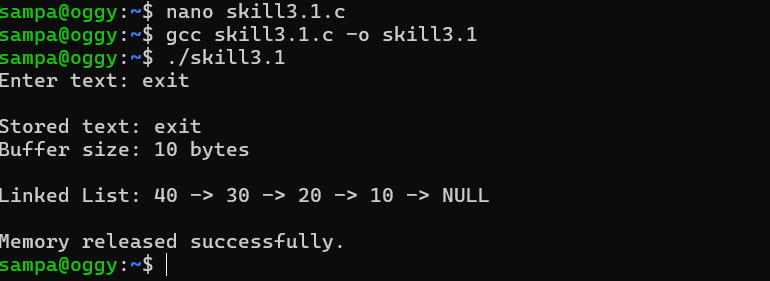 sampa@oggy:~$ nano skill3.1.c
sampa@oggy:~$ gcc skill3.1.c -o skill3.1
sampa@oggy:~$ ./skill3.1
Enter text: exit
Stored text: exit
Buffer size: 10 bytes
Linked List: 40 -> 30 -> 20 -> 10 -> NULL
Memory released successfully.
sampa@oggy:~$